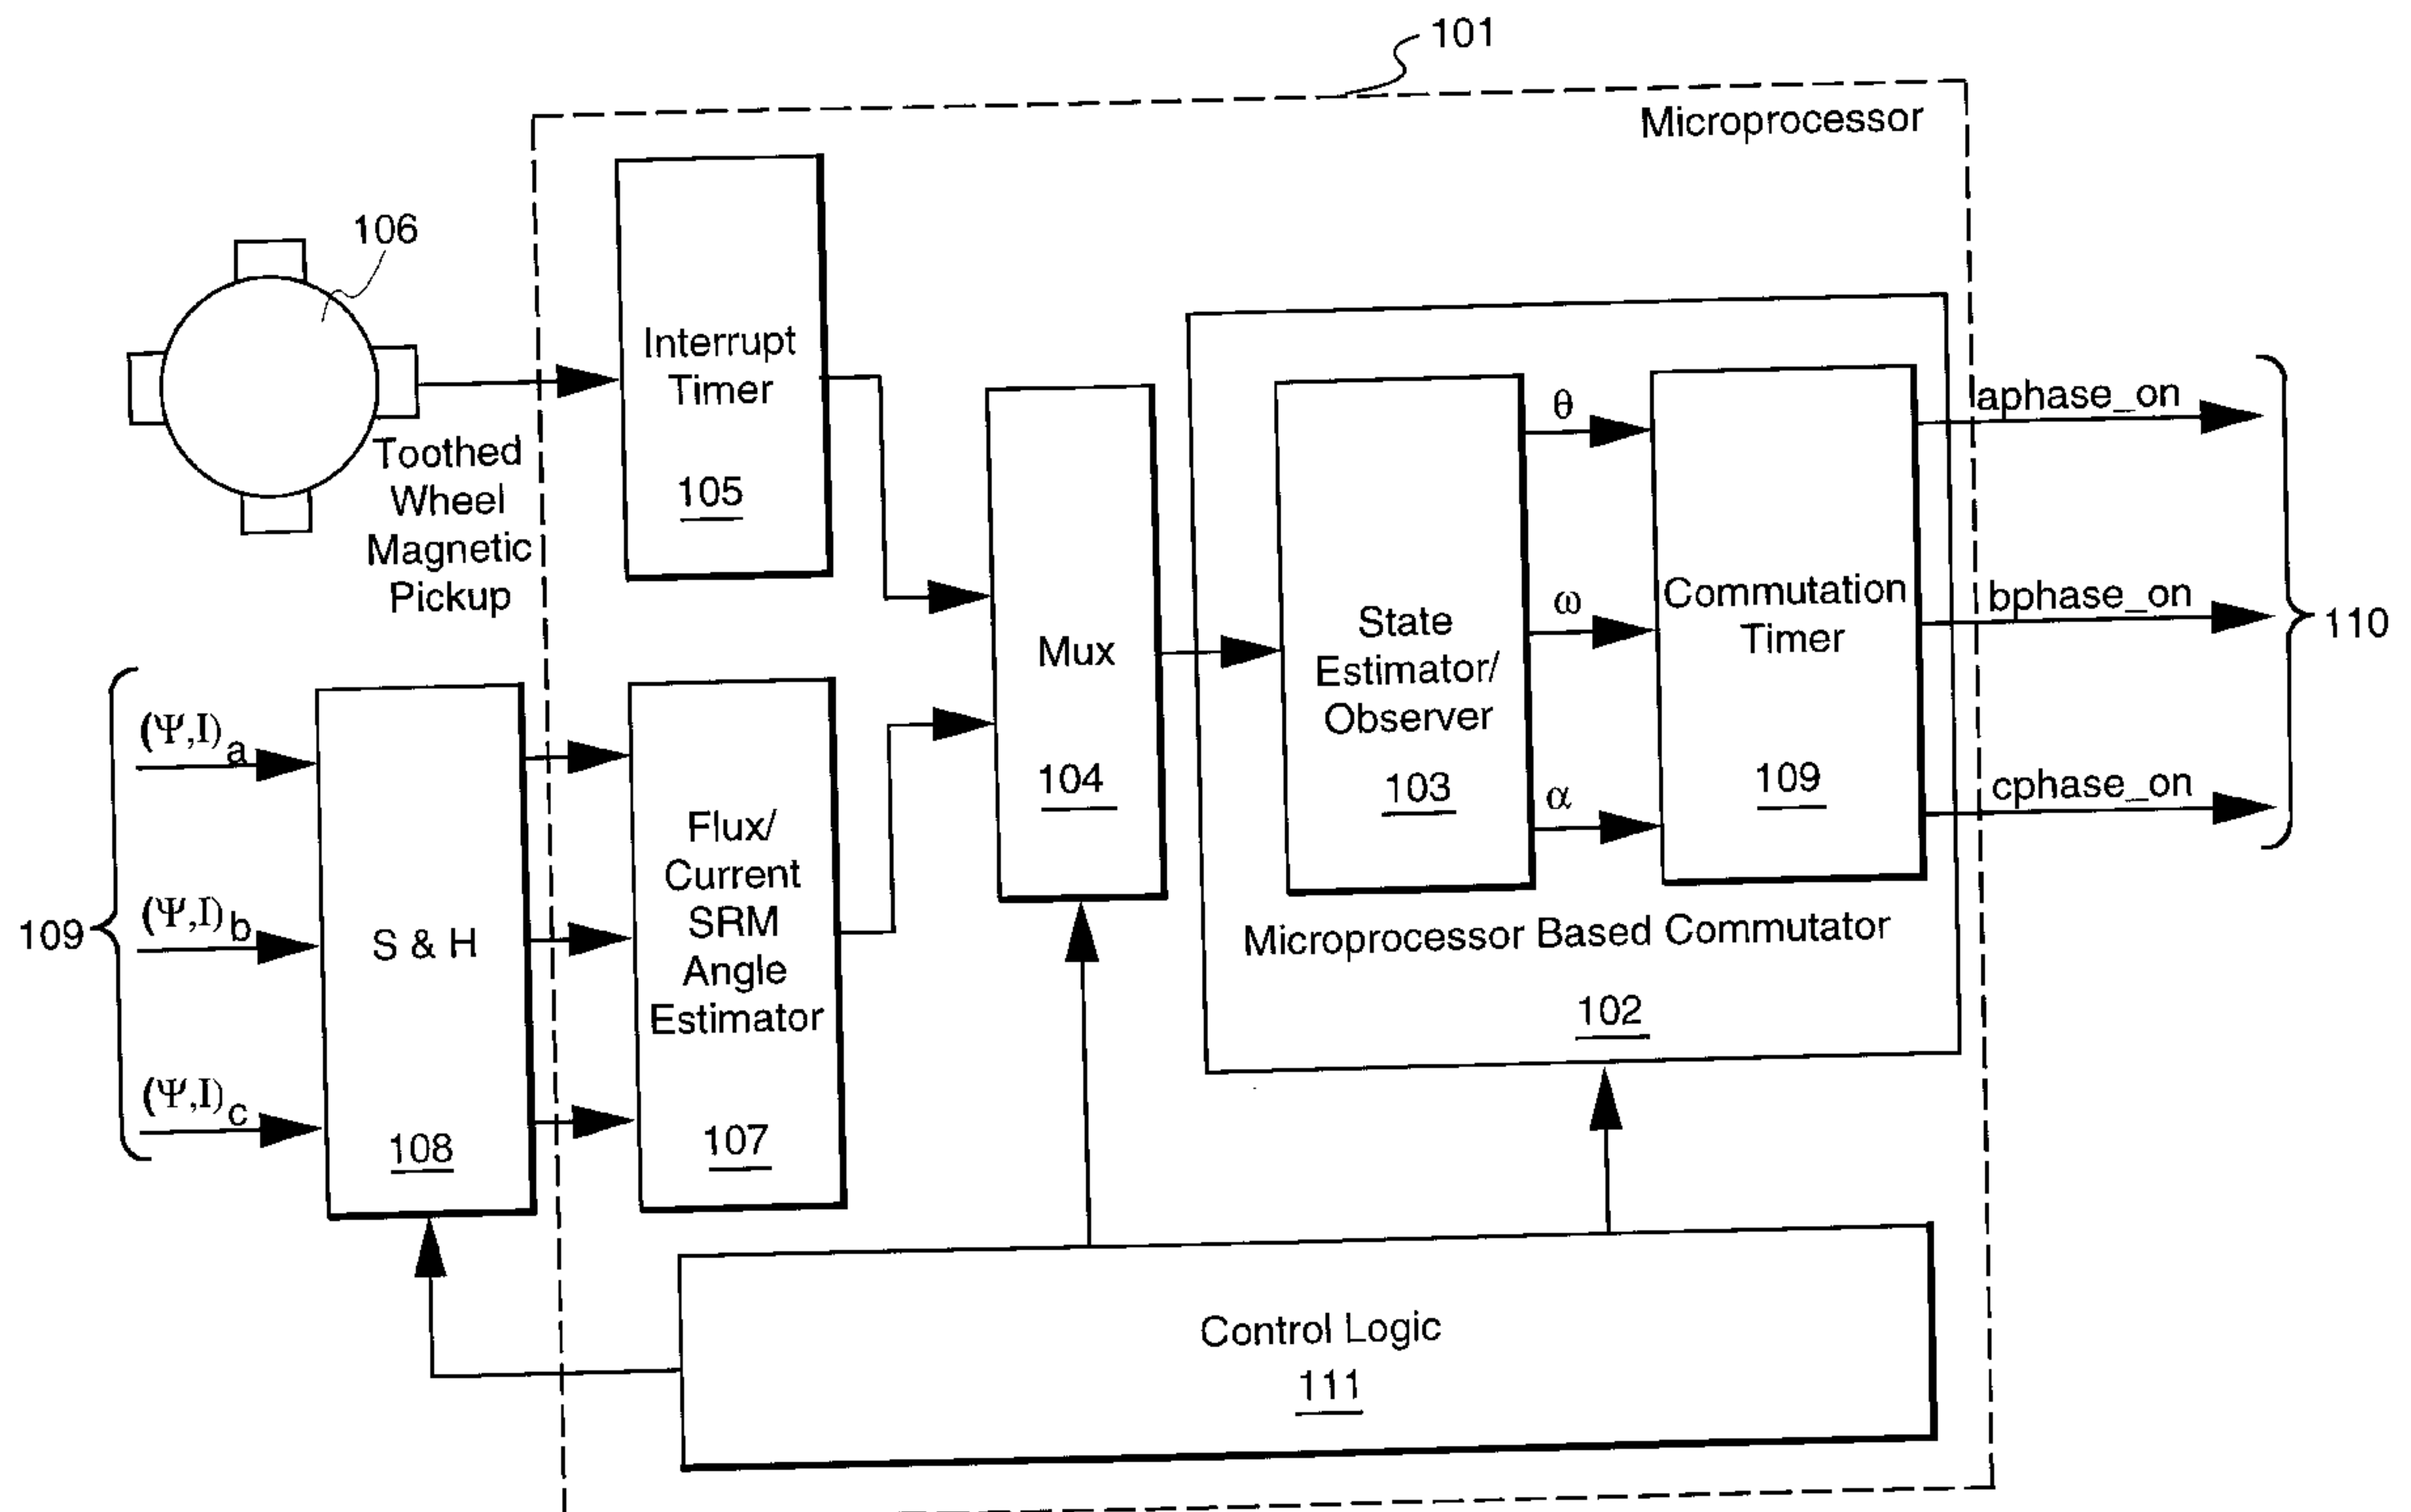 101
Microprocessor
106
Interrupt
Timer
105
Toothed
Wheel
Magnetic
Pickup
109
(Ψ,I)a
(Ψ,I)b
(Ψ,I)c
S & H
108
Flux/
Current
SRM
Angle
Estimator
107
Mux
104
State
Estimator/
Observer
103
θ
ω
α
Commutation
Timer
109
Microprocessor Based Commutator
102
aphase_on
bphase_on
cphase_on
110
Control Logic
111